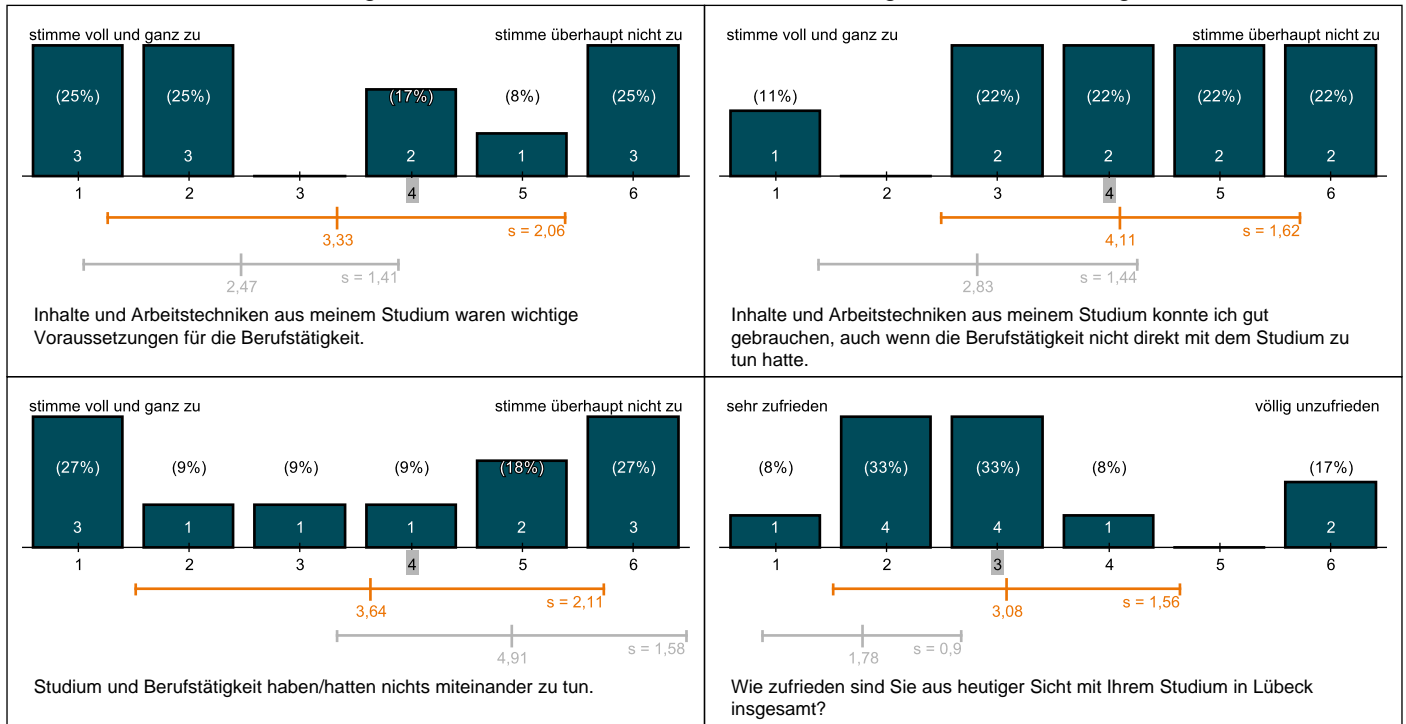 stimme voll und ganz zu stimme überhaupt nicht zu
(25%) (25%) (17%) (8%) (25%)
3 3 2 1 3
1 2 3 4 5 6
s = 2,06
3,33
s = 1,41
2,47
Inhalte und Arbeitstechniken aus meinem Studium waren wichtige
Voraussetzungen für die Berufstätigkeit.
stimme voll und ganz zu stimme überhaupt nicht zu
(11%) (22%) (22%) (22%) (22%)
1 2 2 2 2
1 2 3 4 5 6
s = 1,62
4,11
s = 1,44
2,83
Inhalte und Arbeitstechniken aus meinem Studium konnte ich gut
gebrauchen, auch wenn die Berufstätigkeit nicht direkt mit dem Studium zu
tun hatte.
stimme voll und ganz zu stimme überhaupt nicht zu
(27%) (9%) (9%) (9%) (18%) (27%)
3 1 1 1 2 3
1 2 3 4 5 6
s = 2,11
3,64
s = 1,58
4,91
Studium und Berufstätigkeit haben/hatten nichts miteinander zu tun.
sehr zufrieden völlig unzufrieden
(8%) (33%) (33%) (8%) (17%)
1 4 4 1 2
1 2 3 4 5 6
s = 1,56
3,08
s = 0,9
1,78
Wie zufrieden sind Sie aus heutiger Sicht mit Ihrem Studium in Lübeck
insgesamt?